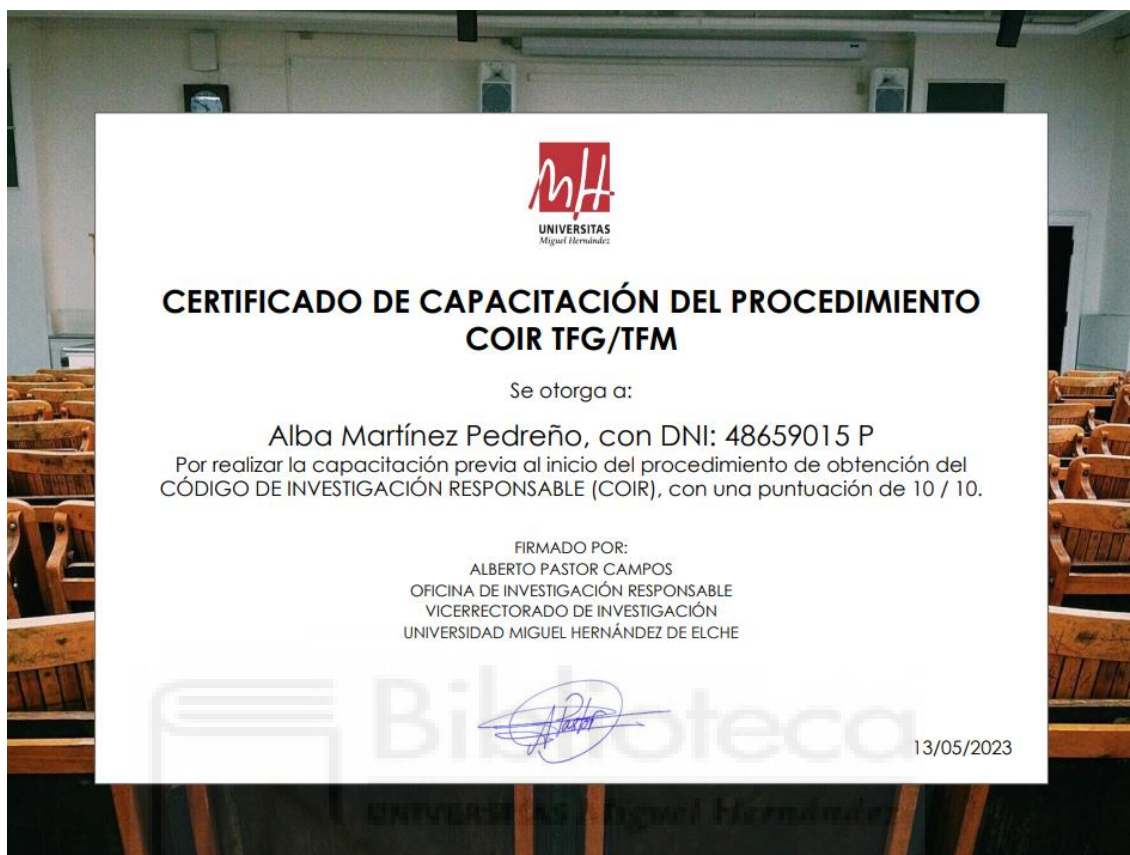 UNIVERSITAS
Miguel Hernández
CERTIFICADO DE CAPACITACIÓN DEL PROCEDIMIENTO
COIR TFG/TFM
Se otorga a:
Alba Martínez Pedreño, con DNI: 48659015 P
Por realizar la capacitación previa al inicio del procedimiento de obtención del
CÓDIGO DE INVESTIGACIÓN RESPONSABLE (COIR), con una puntuación de 10 / 10.
FIRMADO POR:
ALBERTO PASTOR CAMPOS
OFICINA DE INVESTIGACIÓN RESPONSABLE
VICERRECTORADO DE INVESTIGACIÓN
UNIVERSIDAD MIGUEL HERNÁNDEZ DE ELCHE
Biblioteca
APastor
13/05/2023
UNIVERSITAS Miguel Hernández